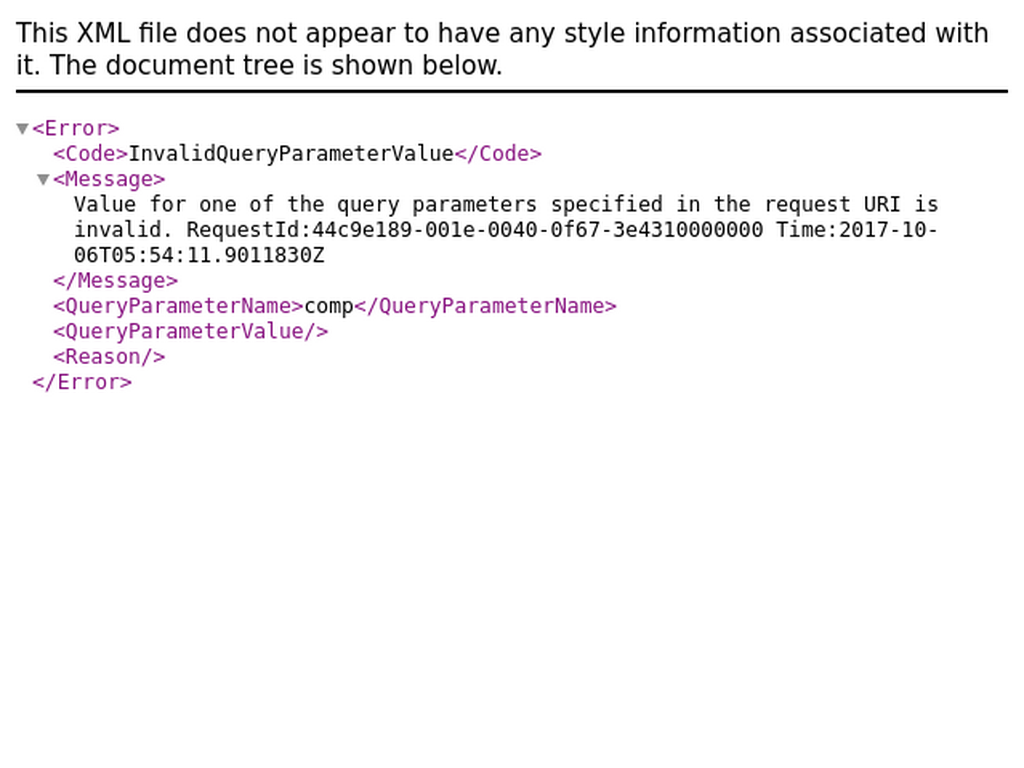 This XML file does not appear to have any style information associated with
it. The document tree is shown below.
<Error>
<Code>InvalidQueryParameterValue</Code>
<Message>
Value for one of the query parameters specified in the request URI is
invalid. RequestId:44c9e189-001e-0040-0f67-3e4310000000 Time:2017-10-
06T05:54:11.9011830Z
</Message>
<QueryParameterName>comp</QueryParameterName>
<QueryParameterValue/>
<Reason/>
</Error>